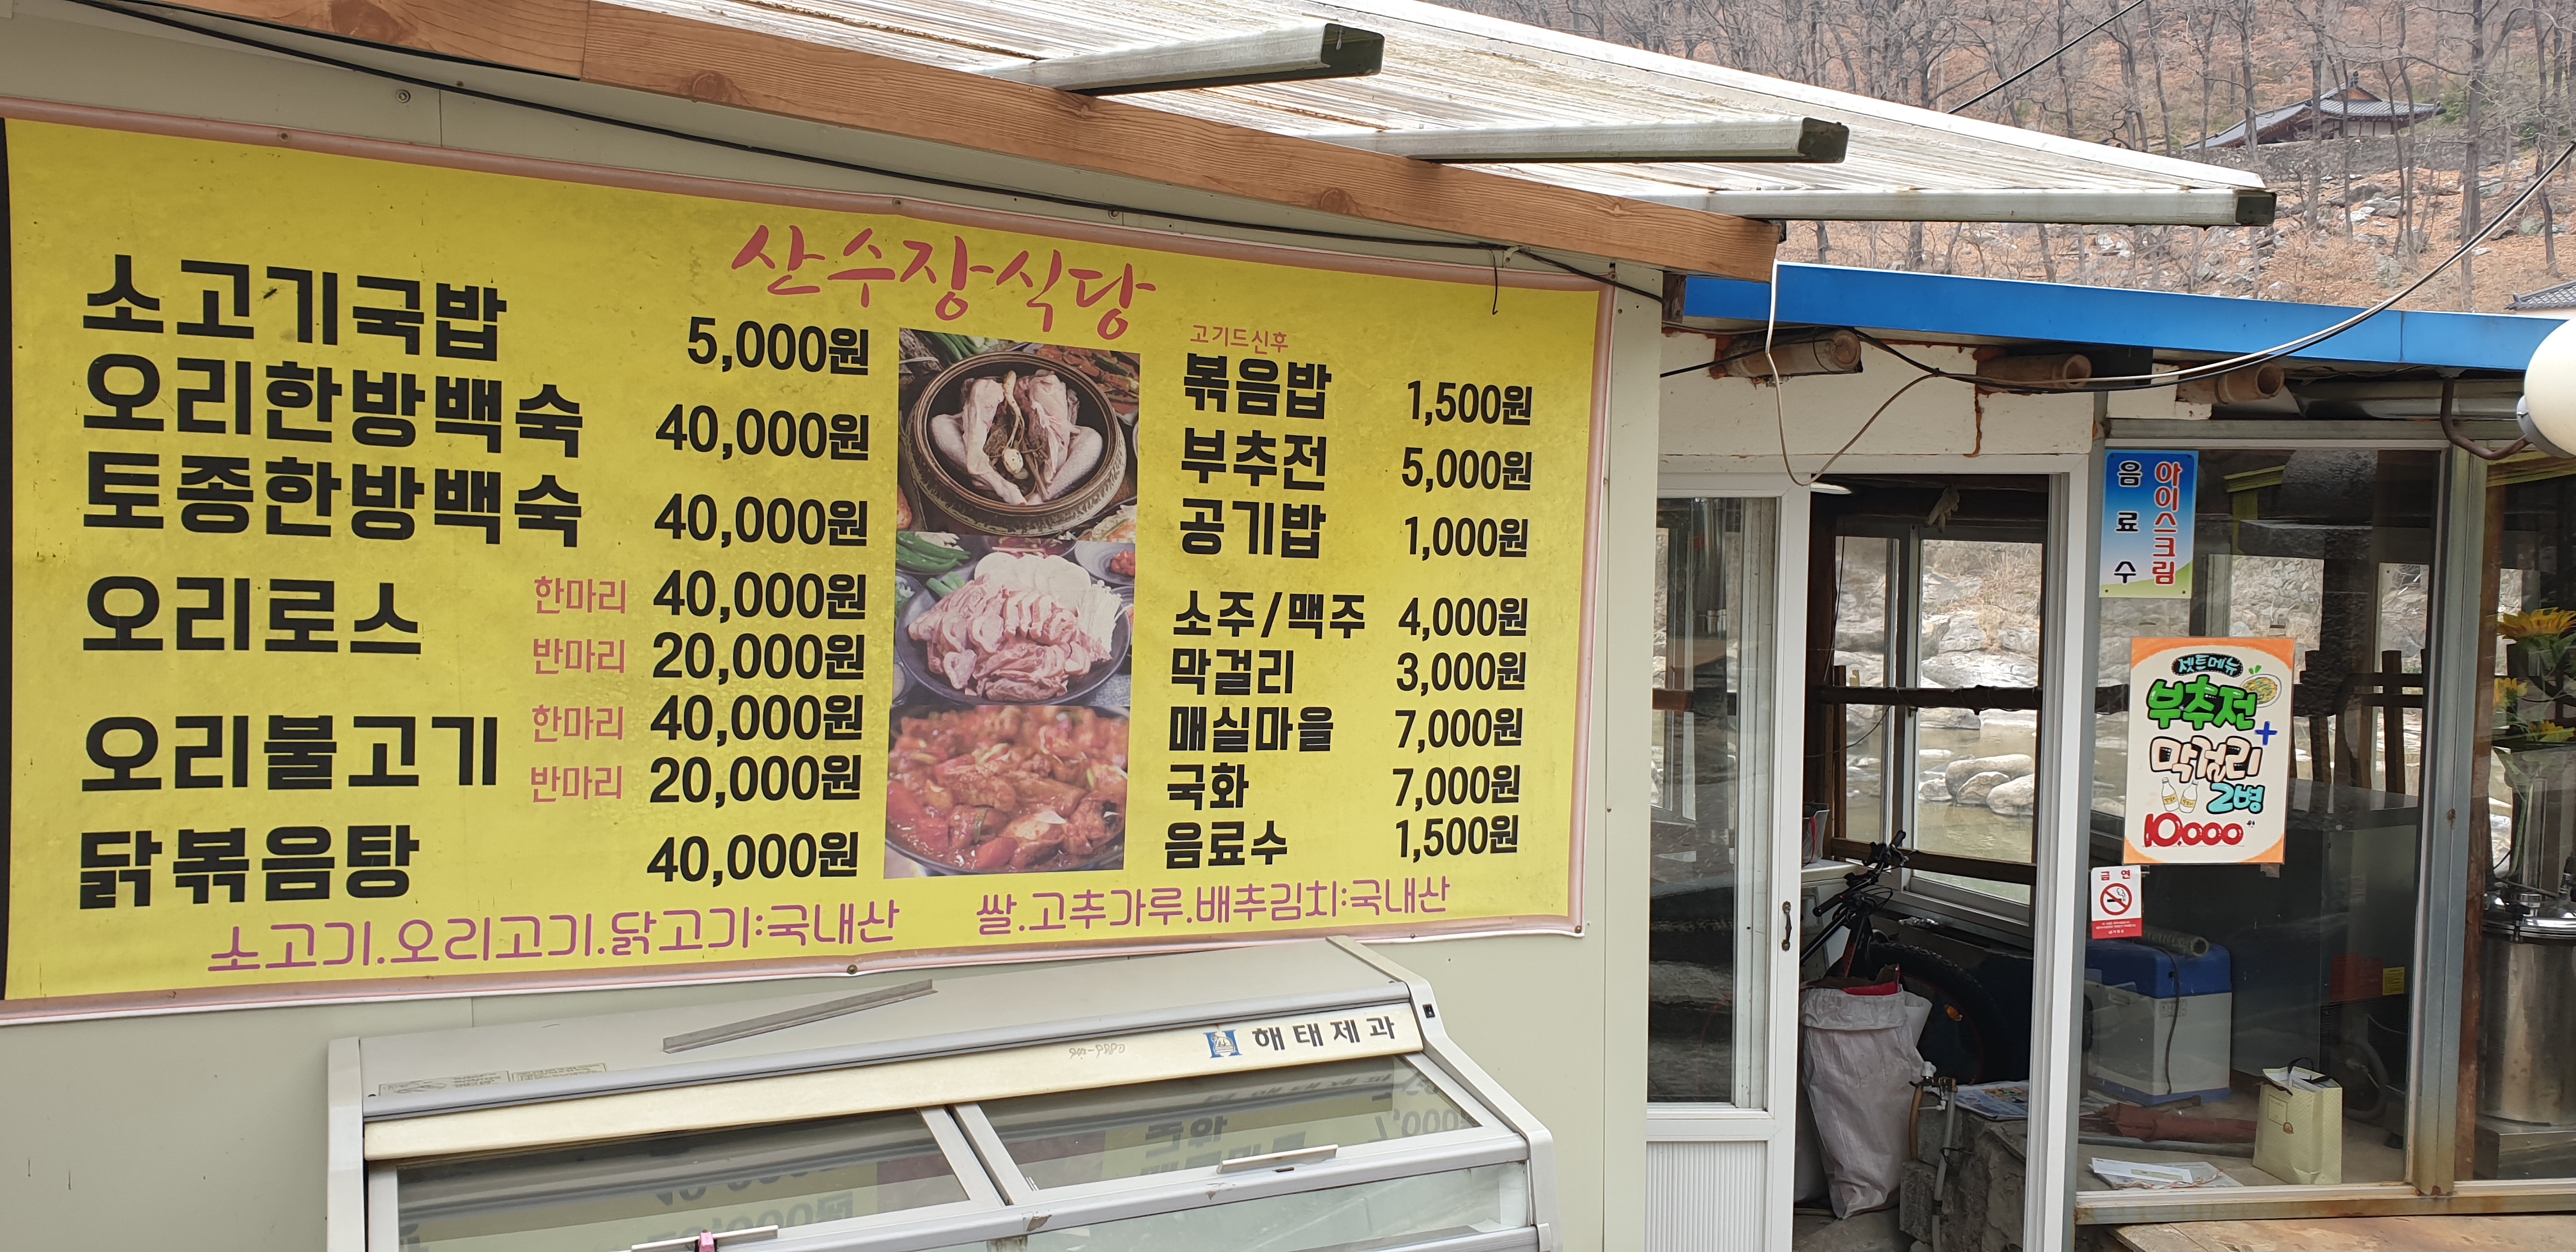 산수장식당
소고기국밥 5,000원
오리한방백숙 40,000원
토종한방백숙 40,000원
오리로스 한마리 40,000원
반마리 20,000원
오리불고기 한마리 40,000원
반마리 20,000원
닭볶음탕 40,000원
고기드신후
볶음밥 1,500원
부추전 5,000원
공기밥 1,000원
소주/맥주 4,000원
막걸리 3,000원
매실마을 7,000원
국화 7,000원
음료수 1,500원
소고기.오리고기.닭고기:국내산
쌀.고추가루.배추김치:국내산
해태제과
아이스크림
음료수
셋트메뉴
부추전
+
막걸리
2병
10,000
금연